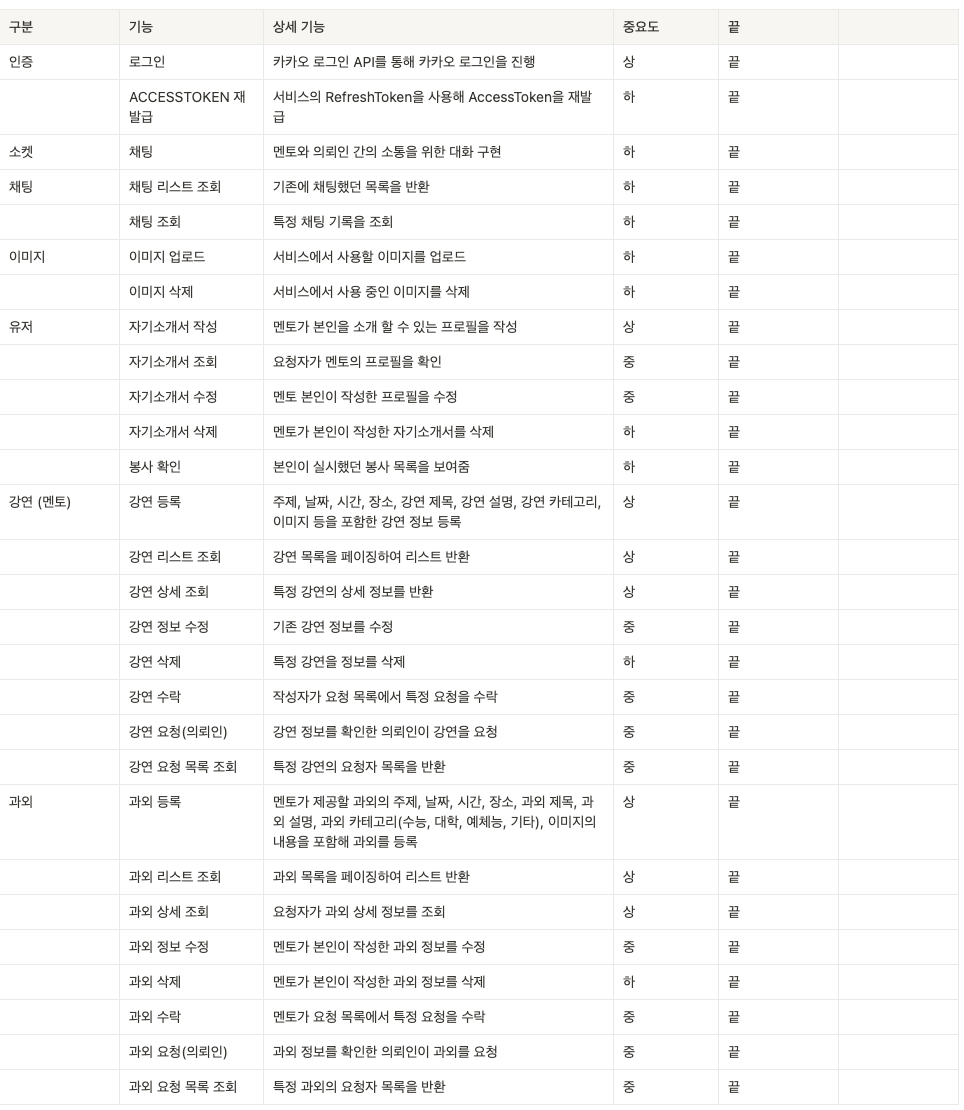 구분 기능 상세 기능 중요도 끝
인증 로그인 카카오 로그인 API를 통해 카카오 로그인을 진행 상 끝
ACCESSTOKEN 재 서비스의 RefreshToken을 사용해 AccessToken을 재발 하 끝
발급 급
소켓 채팅 멘토와 의뢰인 간의 소통을 위한 대화 구현 하 끝
채팅 채팅 리스트 조회 기존에 채팅했던 목록을 반환 하 끝
채팅 조회 특정 채팅 기록을 조회 하 끝
이미지 이미지 업로드 서비스에서 사용할 이미지를 업로드 하 끝
이미지 삭제 서비스에서 사용 중인 이미지를 삭제 하 끝
유저 자기소개서 작성 멘토가 본인을 소개 할 수 있는 프로필을 작성 상 끝
자기소개서 조회 요청자가 멘토의 프로필을 확인 중 끝
자기소개서 수정 멘토 본인이 작성한 프로필을 수정 중 끝
자기소개서 삭제 멘토가 본인이 작성한 자기소개서를 삭제 하 끝
봉사 확인 본인이 실시했던 봉사 목록을 보여줌 하 끝
강연 (멘토) 강연 등록 주제, 날짜, 시간, 장소, 강연 제목, 강연 설명, 강연 카테고리, 상 끝
이미지 등을 포함한 강연 정보 등록
강연 리스트 조회 강연 목록을 페이징하여 리스트 반환 상 끝
강연 상세 조회 특정 강연의 상세 정보를 반환 상 끝
강연 정보 수정 기존 강연 정보를 수정 중 끝
강연 삭제 특정 강연을 정보를 삭제 하 끝
강연 수락 작성자가 요청 목록에서 특정 요청을 수락 중 끝
강연 요청(의뢰인) 강연 정보를 확인한 의뢰인이 강연을 요청 중 끝
강연 요청 목록 조회 특정 강연의 요청자 목록을 반환 중 끝
과외 과외 등록 멘토가 제공할 과외의 주제, 날짜, 시간, 장소, 과외 제목, 과 상 끝
외 설명, 과외 카테고리(수능, 대학, 예체능, 기타), 이미지의
내용을 포함해 과외를 등록
과외 리스트 조회 과외 목록을 페이징하여 리스트 반환 상 끝
과외 상세 조회 요청자가 과외 상세 정보를 조회 상 끝
과외 정보 수정 멘토가 본인이 작성한 과외 정보를 수정 중 끝
과외 삭제 멘토가 본인이 작성한 과외 정보를 삭제 하 끝
과외 수락 멘토가 요청 목록에서 특정 요청을 수락 중 끝
과외 요청(의뢰인) 과외 정보를 확인한 의뢰인이 과외를 요청 중 끝
과외 요청 목록 조회 특정 과외의 요청자 목록을 반환 중 끝